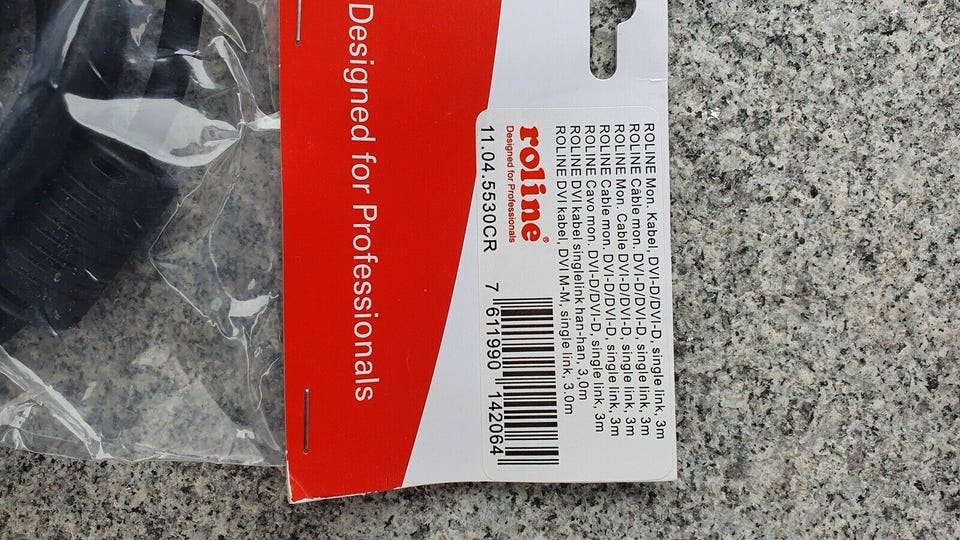 Designed for Professionals
ROLINE Mon. Kabel, DVI-D/DVI-D, single link, 3m
ROLINE Câble mon. DVI-D/DVI-D, single link, 3m
ROLINE Mon. Cable DVI-D/DVI-D, single link, 3m
ROLINE Cable mon. DVI-D/DVI-D, single link, 3m
ROLINE Cavo mon. DVI-D/DVI-D, single link, 3m
ROLINE DVI kabel singlelink han-han, 3,0m
ROLINE DVI kabel, DVI M-M, single link, 3.0m
roline®
Designed for Professionals
11.04.5530CR
7 611990 142064